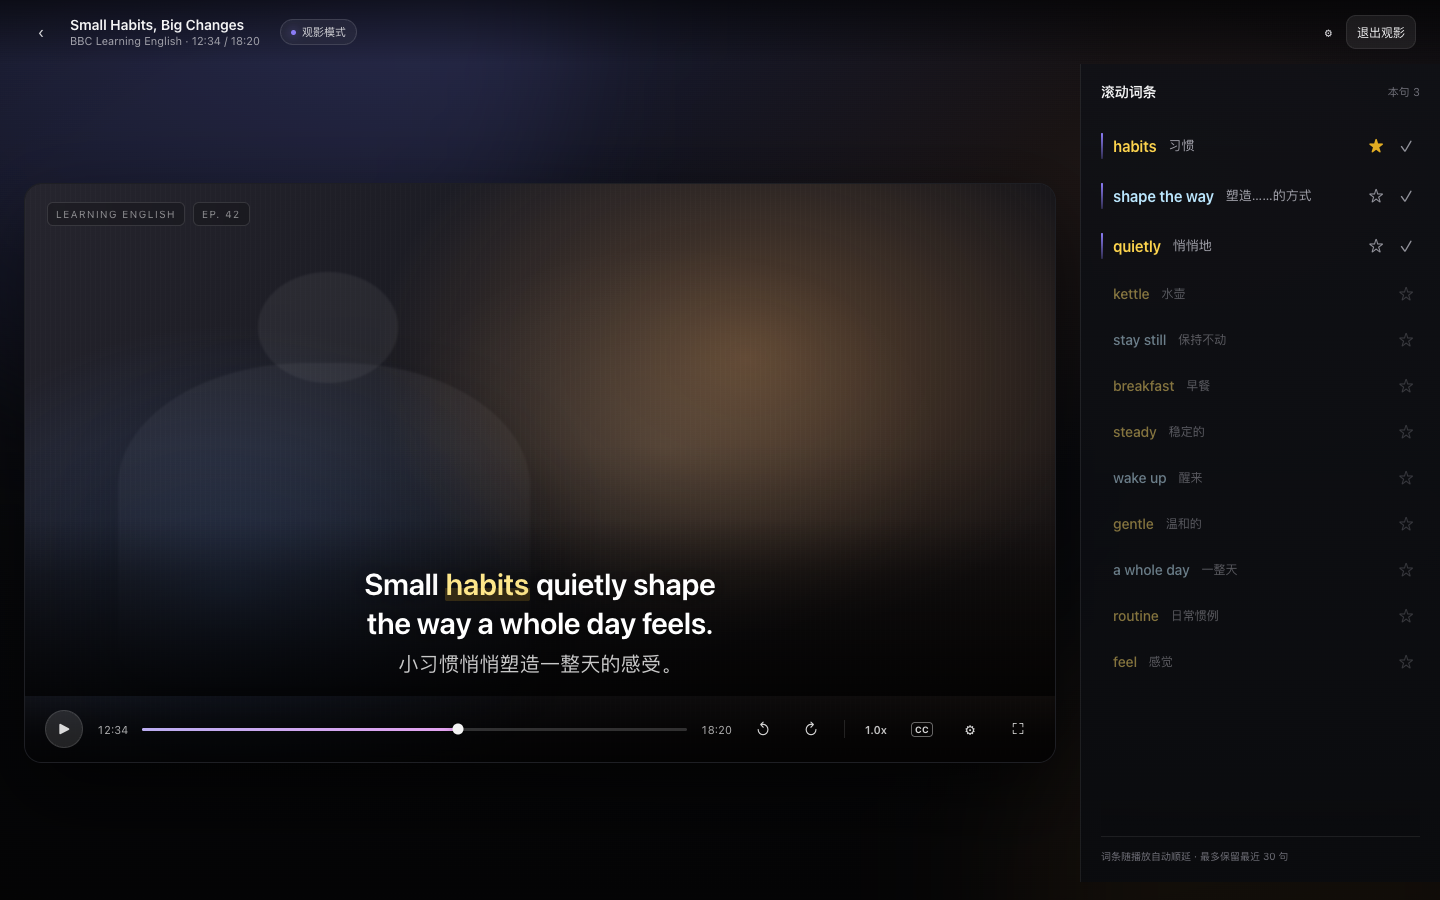 Small Habits, Big Changes
BBC Learning English · 12:34 / 18:20
观影模式
退出观影
滚动词条
本句 3
habits 习惯
shape the way 塑造……的方式
quietly 悄悄地
kettle 水壶
stay still 保持不动
breakfast 早餐
steady 稳定的
wake up 醒来
gentle 温和的
a whole day 一整天
routine 日常惯例
feel 感觉
词条随播放自动顺延 · 最多保留最近 30 句
LEARNING ENGLISH
EP. 42
Small habits quietly shape
the way a whole day feels.
小习惯悄悄塑造一整天的感受。
12:34
18:20
1.0x
CC